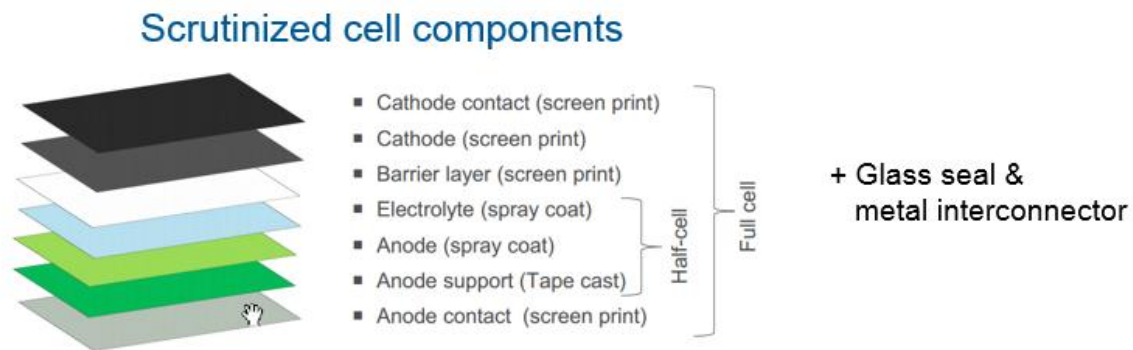 Scrutinized cell components
▪ Cathode contact (screen print)
▪ Cathode (screen print)
▪ Barrier layer (screen print)
▪ Electrolyte (spray coat)
▪ Anode (spray coat)
▪ Anode support (Tape cast)
▪ Anode contact (screen print)
Half-cell
Full cell
+ Glass seal &
metal interconnector